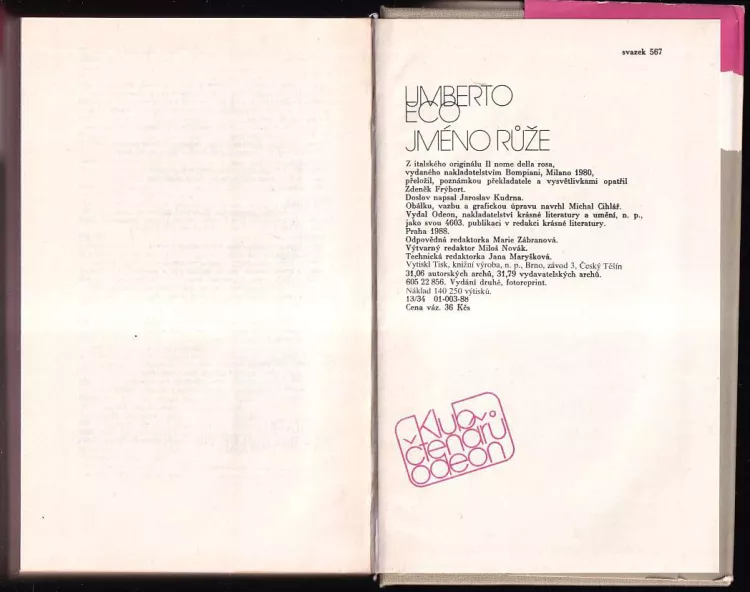 svazek 567
UMBERTO
ECO
JMÉNO RŮŽE
Z italského originálu Il nome della rosa,
vydaného nakladatelstvím Bompiani, Milano 1980,
přeložil, poznámkou překladatele a vysvětlivkami opatřil
Zdeněk Frýbort.
Doslov napsal Jaroslav Kudrna.
Obálku, vazbu a grafickou úpravu navrhl Michal Cihlář.
Vydal Odeon, nakladatelství krásné literatury a umění, n. p.,
jako svou 4603. publikaci v redakci krásné literatury.
Praha 1988.
Odpovědná redaktorka Marie Zábranová.
Výtvarný redaktor Miloš Novák.
Technická redaktorka Jana Maryšková.
Vytiskl Tisk, knižní výroba, n. p., Brno, závod 3, Český Těšín
31,06 autorských archů, 31,79 vydavatelských archů.
605 22 856. Vydání druhé, fotoreprint.
Náklad 140 250 výtisků.
13/34 01-003-88
Cena váz. 36 Kčs
klub
čtenářů
odeon